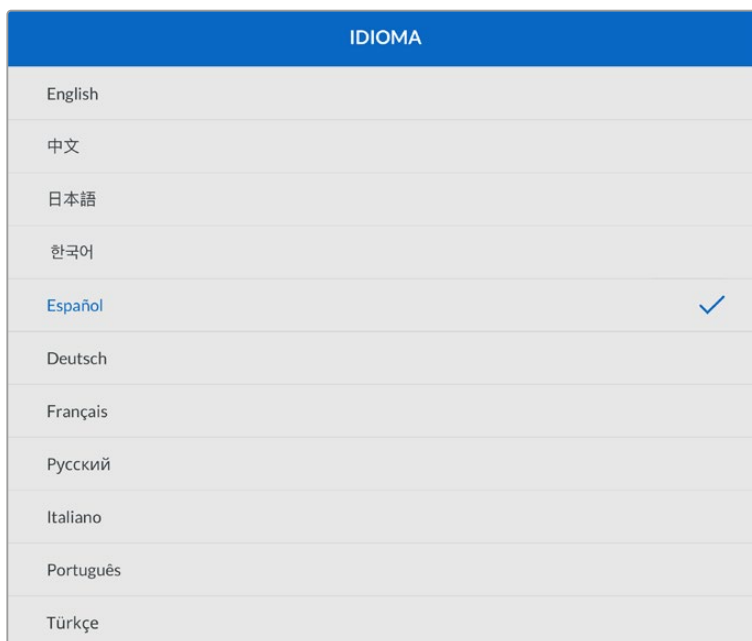 IDIOMA
English
中文
日本語
한국어
Español
Deutsch
Français
Русский
Italiano
Português
Türkçe